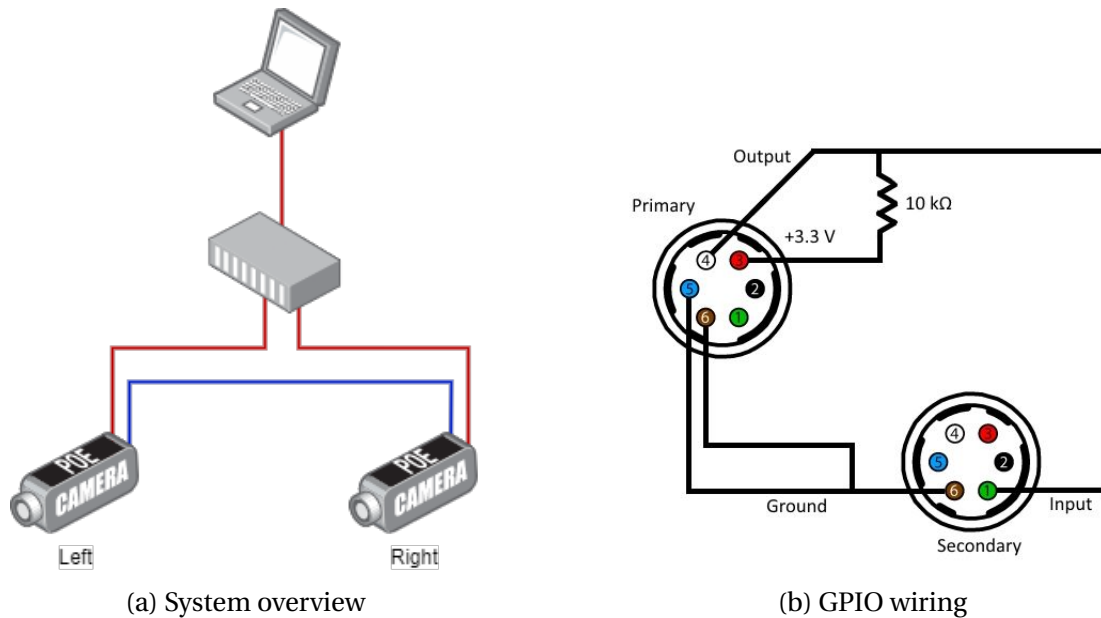 POE
CAMERA
Left
POE
CAMERA
Right
(a) System overview
Output
10 kΩ
Primary
+3.3 V
4
3
5
2
6
1
4
3
5
2
6
1
Ground
Input
Secondary
(b) GPIO wiring